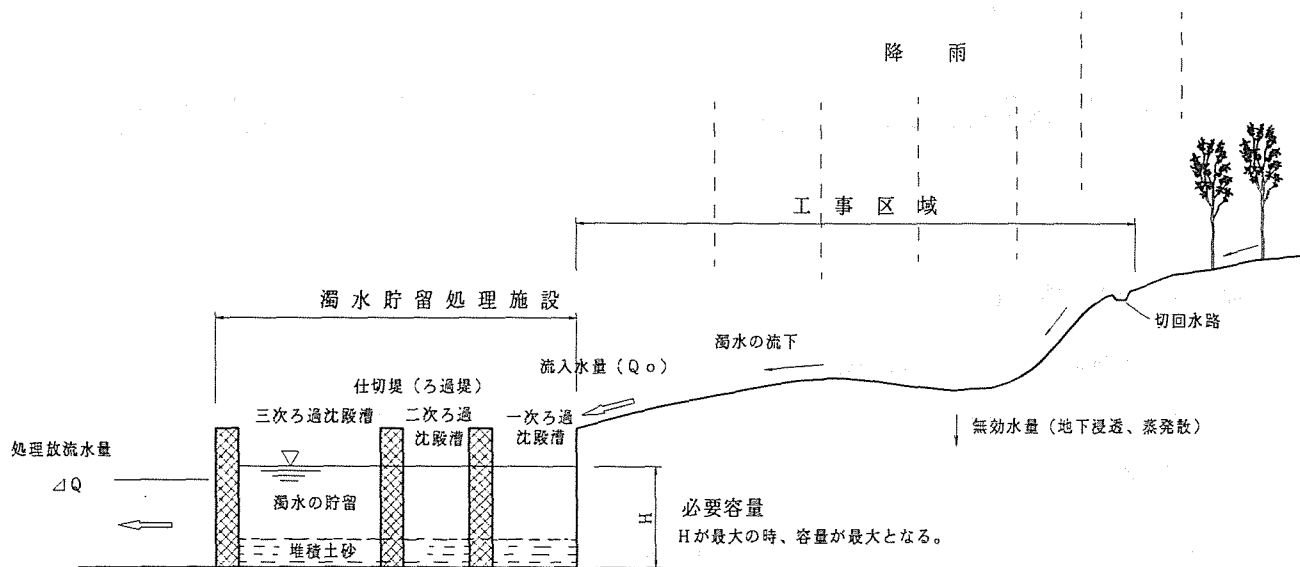 降雨
工事区域
切回水路
濁水貯留処理施設
濁水の流下
流入水量(Qo)
仕切堤(ろ過堤)
三次ろ過沈殿槽
二次ろ過
沈殿槽
一次ろ過
沈殿槽
無効水量(地下浸透、蒸発散)
処理放流水量
⊿Q
濁水の貯留
堆積土砂
H
必要容量
Hが最大の時、容量が最大となる。